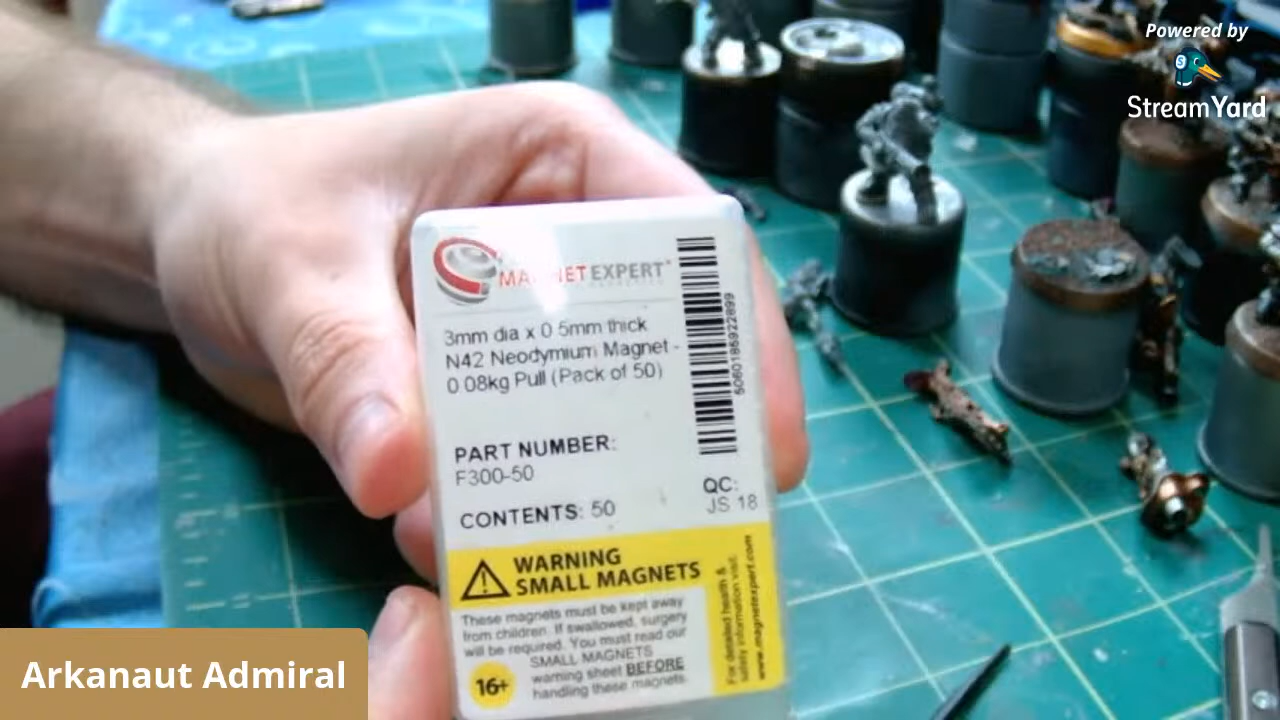 Powered by
StreamYard
MAGNET EXPERT
3mm dia x 0.5mm thick
N42 Neodymium Magnet -
0.08kg Pull (Pack of 50)
5060185922899
PART NUMBER:
F300-50
QC:
JS 18
CONTENTS: 50
WARNING
SMALL MAGNETS
These magnets must be kept away
from children. If swallowed, surgery
will be required. You must read our
SMALL MAGNETS
warning sheet BEFORE
handling these magnets.
16+
For detailed health &
safety information visit:
www.magnetexpert.com
Arkanaut Admiral